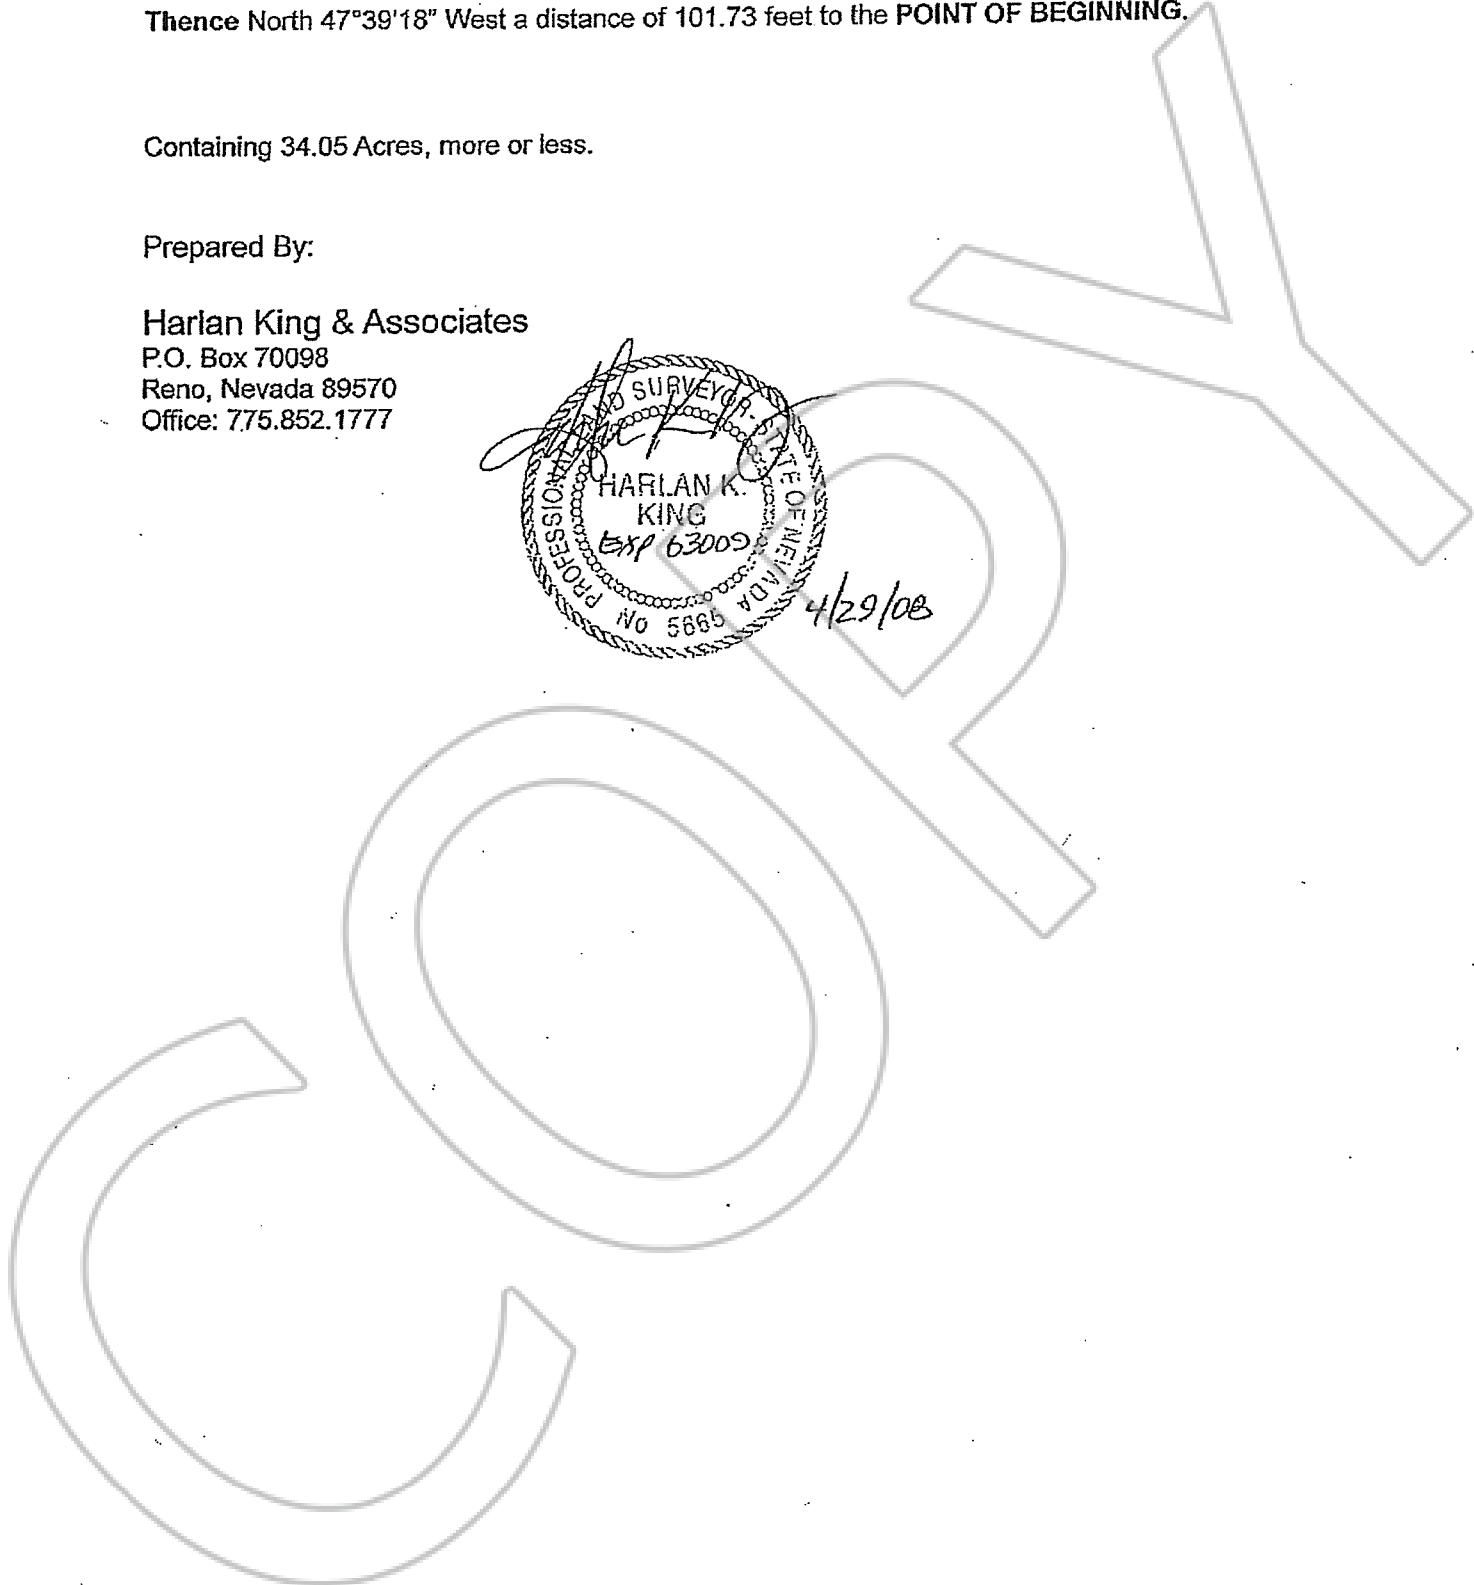 Thence North 47°39'18" West a distance of 101.73 feet to the POINT OF BEGINNING.
Containing 34.05 Acres, more or less.
Prepared By:
Harlan King & Associates
P.O. Box 70098
Reno, Nevada 89570
Office: 775.852.1777
PROFESSIONAL LAND SURVEYOR - STATE OF NEVADA
HARLAN K.
KING
EXP 63009
No 5665
4/29/08
COPY